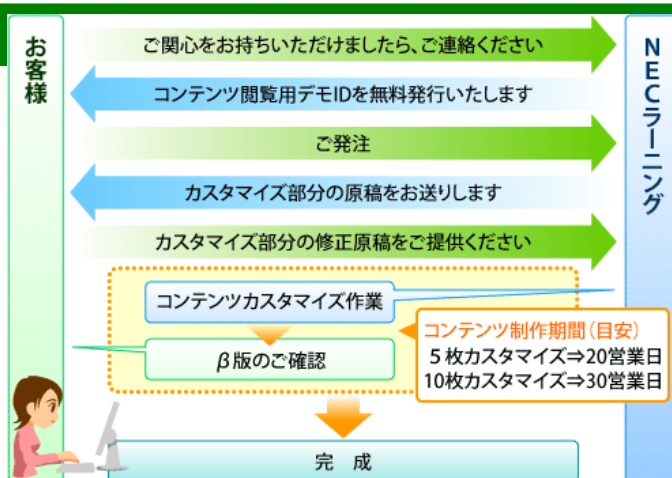 お客様
NECラーニング
ご関心をお持ちいただけましたら、ご連絡ください
コンテンツ閲覧用デモIDを無料発行いたします
ご発注
カスタマイズ部分の原稿をお送りします
カスタマイズ部分の修正原稿をご提供ください
コンテンツカスタマイズ作業
β版のご確認
コンテンツ制作期間(目安)
5枚カスタマイズ⇒20営業日
10枚カスタマイズ⇒30営業日
完　成